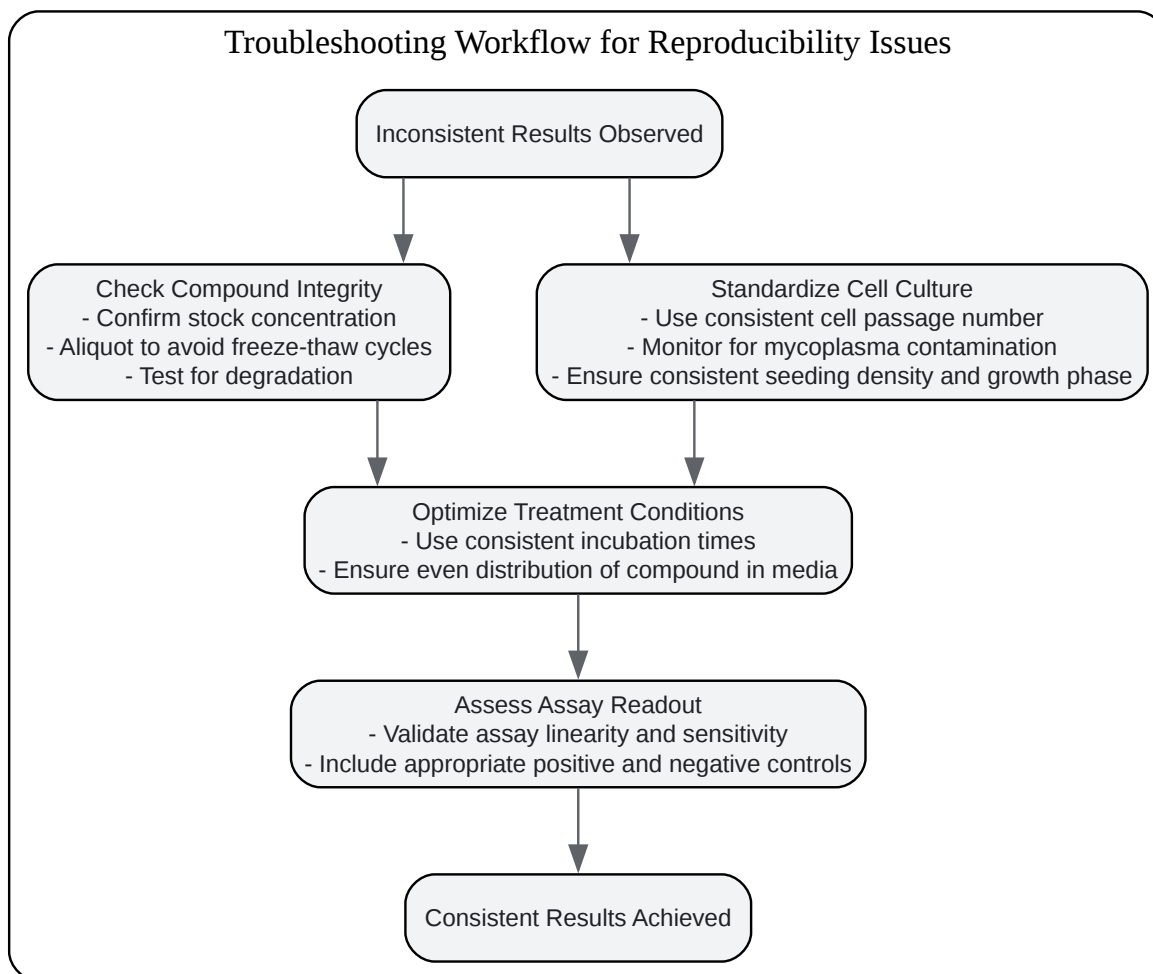 Troubleshooting Workflow for Reproducibility Issues
Inconsistent Results Observed
Check Compound Integrity
- Confirm stock concentration
- Aliquot to avoid freeze-thaw cycles
- Test for degradation
Standardize Cell Culture
- Use consistent cell passage number
- Monitor for mycoplasma contamination
- Ensure consistent seeding density and growth phase
Optimize Treatment Conditions
- Use consistent incubation times
- Ensure even distribution of compound in media
Assess Assay Readout
- Validate assay linearity and sensitivity
- Include appropriate positive and negative controls
Consistent Results Achieved